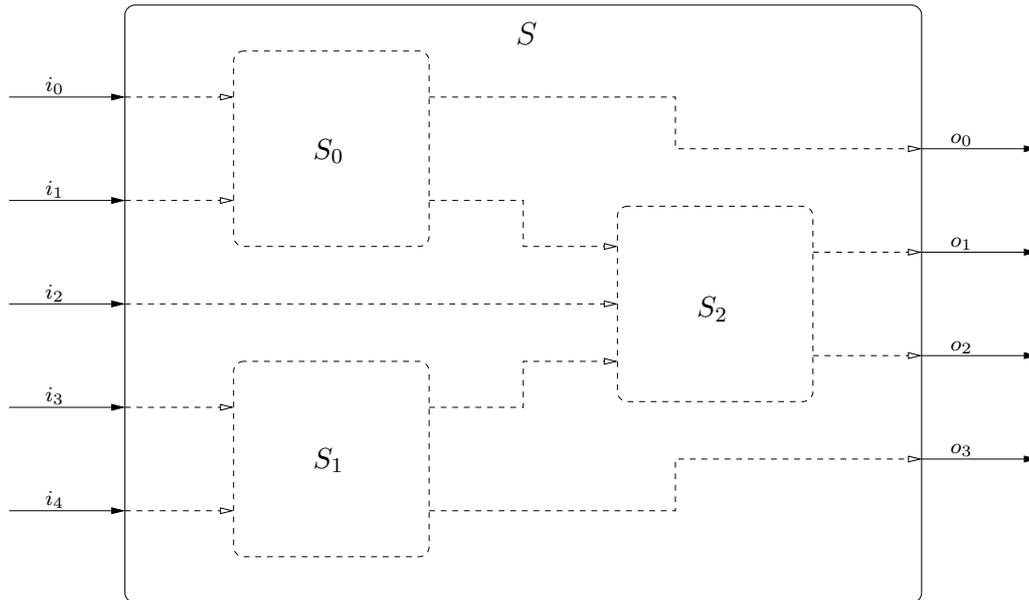 S
i₀
S₀
o₀
i₁
o₁
i₂
S₂
o₂
i₃
S₁
o₃
i₄